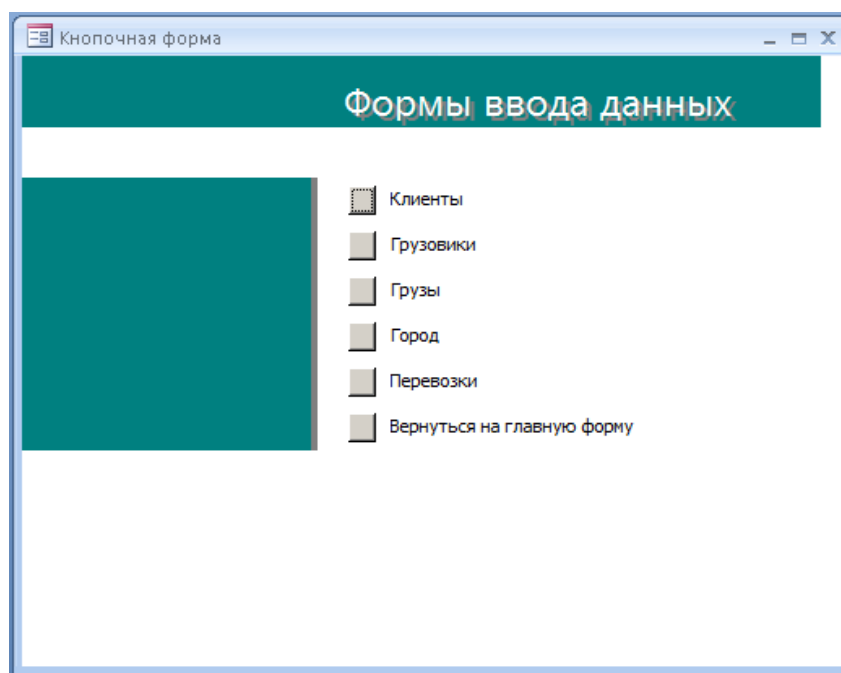 Кнопочная форма
Формы ввода данных
Клиенты
Грузовики
Грузы
Город
Перевозки
Вернуться на главную форму